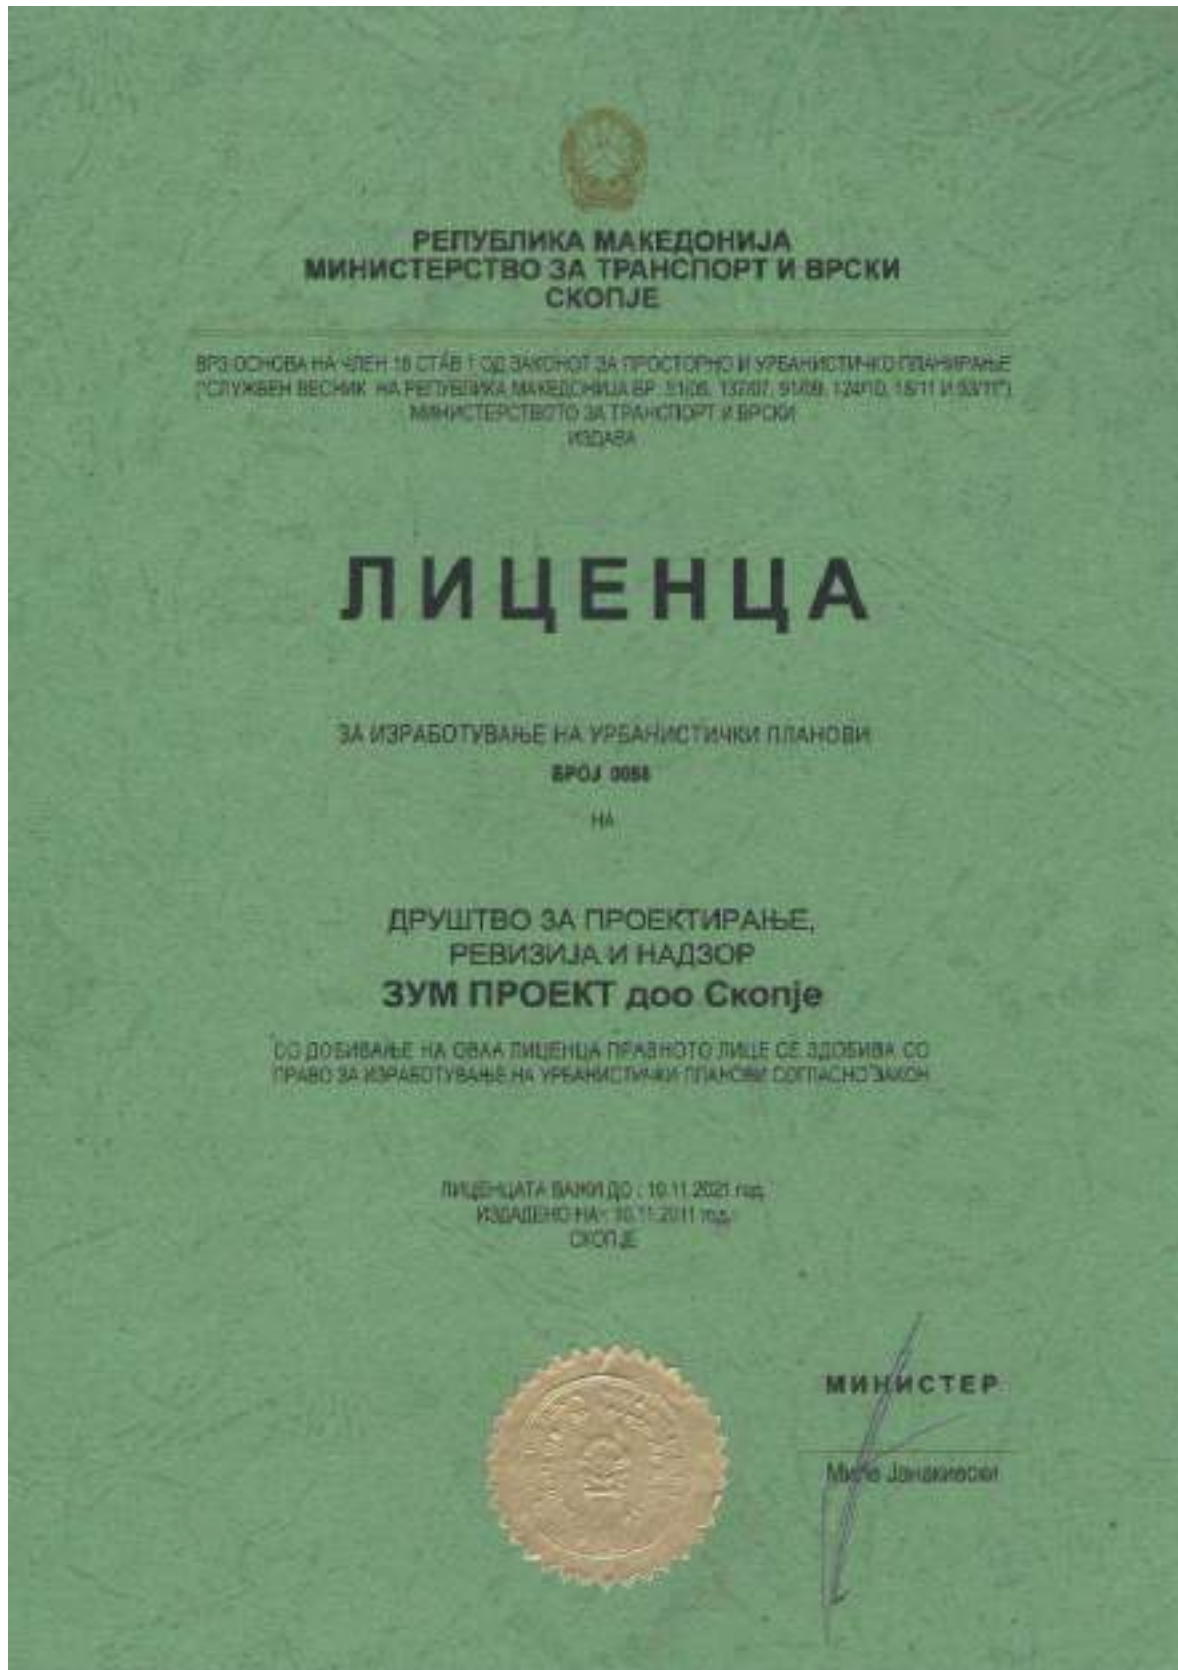 РЕПУБЛИКА МАКЕДОНИЈА
МИНИСТЕРСТВО ЗА ТРАНСПОРТ И ВРСКИ
СКОПЈЕ
ВРЗ ОСНОВА НА ЧЛЕН 16 СТАВ 1 ОД ЗАКОНОТ ЗА ПРОСТОРНО И УРБАНИСТИЧКО ПЛАНИРАЊЕ
("СЛУЖБЕН ВЕСНИК НА РЕПУБЛИКА МАКЕДОНИЈА БР. 51/05, 137/07, 91/09, 124/10, 18/11 И 53/11")
МИНИСТЕРСТВОТО ЗА ТРАНСПОРТ И ВРСКИ
ИЗДАВА
ЛИЦЕНЦА
ЗА ИЗРАБОТУВАЊЕ НА УРБАНИСТИЧКИ ПЛАНОВИ
БРОЈ
НА
ДРУШТВО ЗА ПРОЕКТИРАЊЕ,
РЕВИЗИЈА И НАДЗОР
ЗУМ ПРОЕКТ доо Скопје
СО ДОБИВАЊЕ НА ОВАА ЛИЦЕНЦА ПРАВНОТО ЛИЦЕ СЕ ЗДОБИВА СО
ПРАВО ЗА ИЗРАБОТУВАЊЕ НА УРБАНИСТИЧКИ ПЛАНОВИ СОГЛАСНО ЗАКОН
ЛИЦЕНЦАТА ВАЖИ ДО : 10.11.2021 год.
ИЗДАДЕНО НА : 10.11.2011 год.
СКОПЈЕ
МИНИСТЕР
Миле Јанакиески